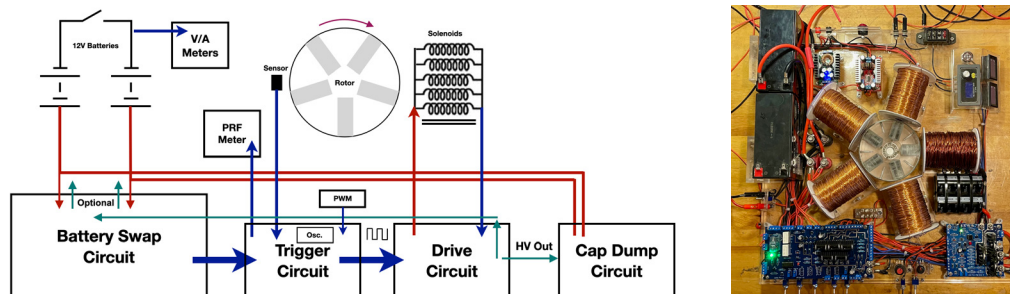 12V Batteries
V/A
Meters
Solenoids
Sensor
Rotor
PRF
Meter
Optional
PWM
Osc.
Battery Swap
Circuit
Trigger
Circuit
Drive
Circuit
HV Out
Cap Dump
Circuit